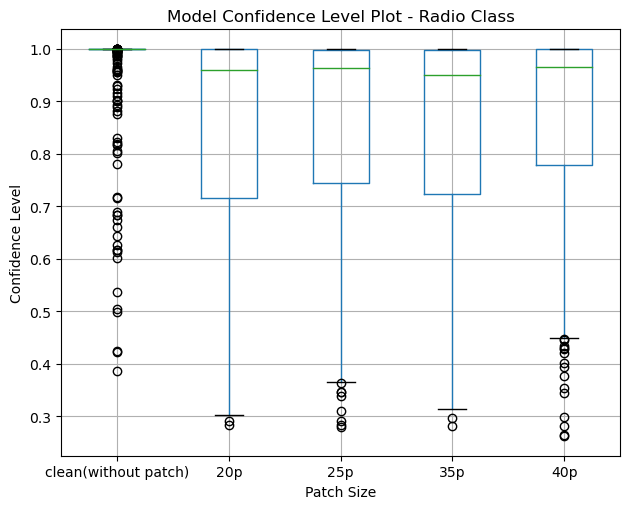 Model Confidence Level Plot - Radio Class
1.0
0.9
0.8
0.7
0.6
0.5
0.4
0.3
Confidence Level
clean(without patch) 20p 25p 35p 40p
Patch Size